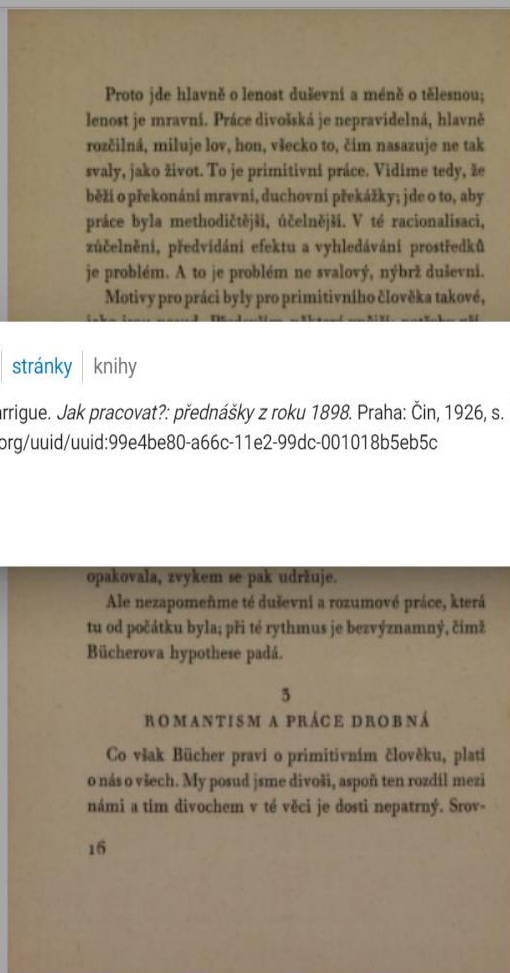 Proto jde hlavně o lenost duševní a méně o tělesnou;
lenost je mravní. Práce divošská je nepravidelná, hlavně
rozčilná, miluje lov, hon, všecko to, čím nasazuje ne tak
svaly, jako život. To je primitivní práce. Vidíme tedy, že
běží o překonání mravní, duchovní překážky; jde o to, aby
práce byla methodičtější, účelnější. V té racionalisaci,
zúčelnění, předvídání efektu a vyhledávání prostředků
je problém. A to je problém ne svalový, nýbrž duševní.
Motivy pro práci byly pro primitivního člověka takové,
stránky knihy
arrigue. Jak pracovat?: přednášky z roku 1898. Praha: Čin, 1926, s.
org/uuid/uuid:99e4be80-a66c-11e2-99dc-001018b5eb5c
opakovala, zvykem se pak udržuje.
Ale nezapomeňme té duševní a rozumové práce, která
tu od počátku byla; při té rythmus je bezvýznamný, čímž
Bücherova hypothese padá.
3
ROMANTISM A PRÁCE DROBNÁ
Co však Bücher praví o primitivním člověku, platí
o nás o všech. My posud jsme divoši, aspoň ten rozdíl mezi
námi a tím divochem v té věci je dosti nepatrný. Srov-
16